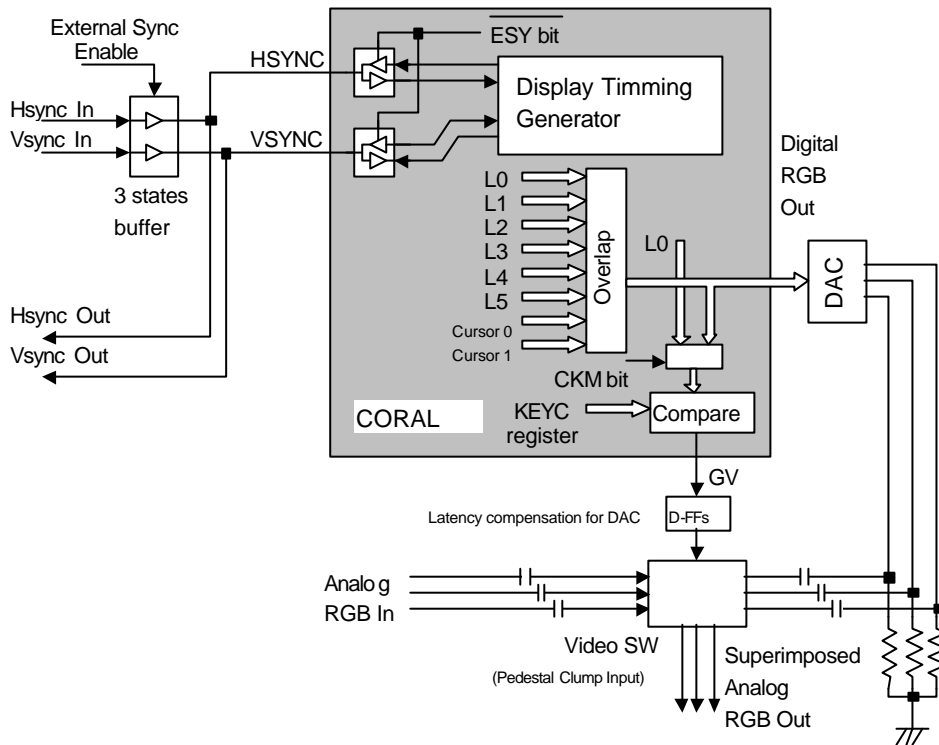 External Sync
Enable
Hsync In
Vsync In
3 states
buffer
Hsync Out
Vsync Out
HSYNC
VSYNC
ESY bit
Display Timming
Generator
L0
L1
L2
L3
L4
L5
Cursor 0
Cursor 1
Overlap
L0
CKM bit
KEYC
register
Compare
CORAL
Digital
RGB
Out
DAC
GV
Latency compensation for DAC
D-FFs
Analog
RGB In
Video SW
(Pedestal Clump Input)
Superimposed
Analog
RGB Out